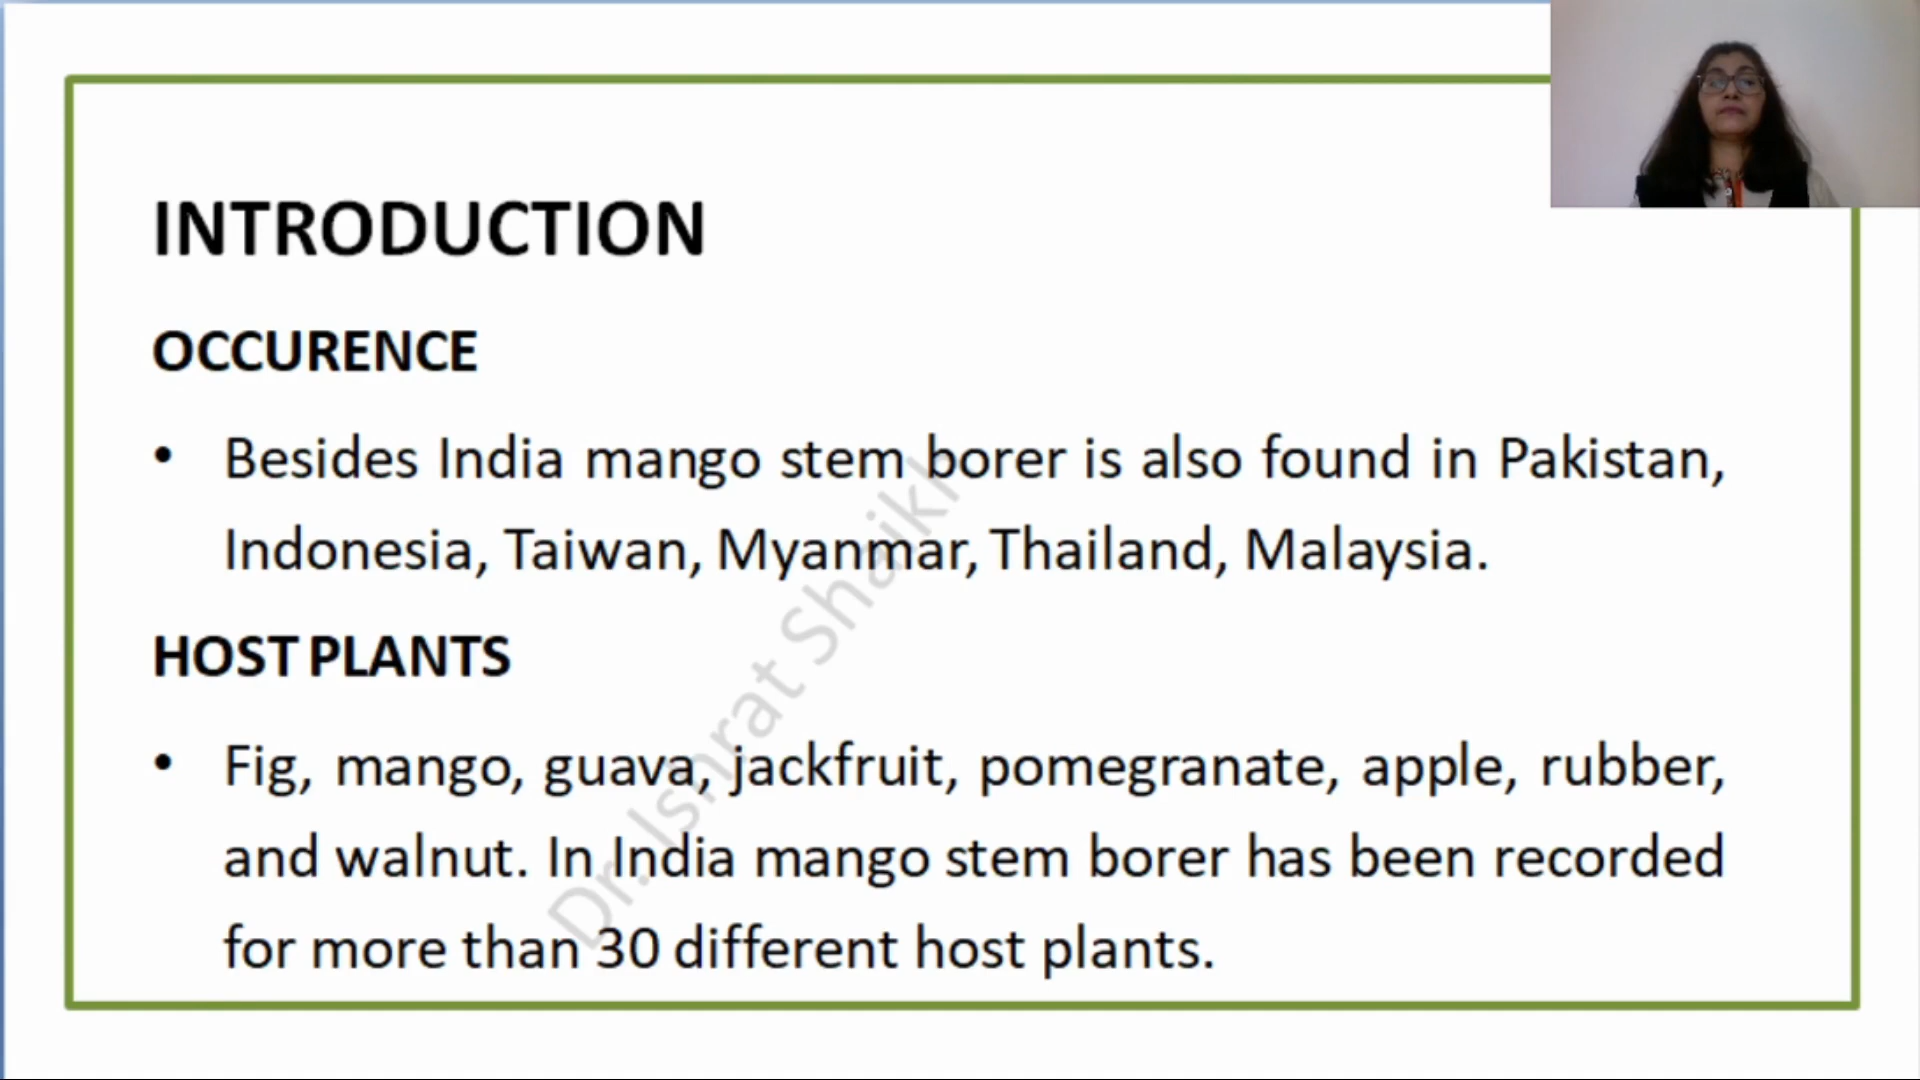 INTRODUCTION
OCCURENCE
• Besides India mango stem borer is also found in Pakistan,
Indonesia, Taiwan, Myanmar, Thailand, Malaysia.
HOST PLANTS
• Fig, mango, guava, jackfruit, pomegranate, apple, rubber,
and walnut. In India mango stem borer has been recorded
for more than 30 different host plants.
Dr. Ishrat Shaikh